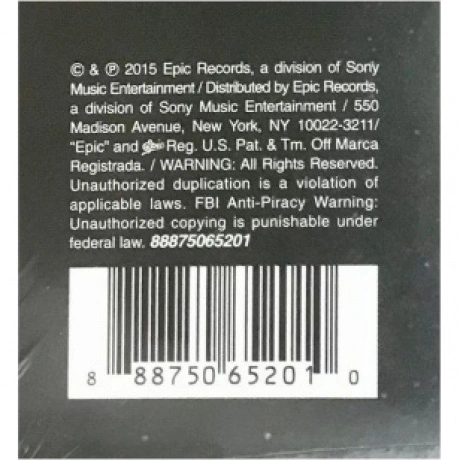 © & ℗ 2015 Epic Records, a division of Sony
Music Entertainment / Distributed by Epic Records,
a division of Sony Music Entertainment / 550
Madison Avenue, New York, NY 10022-3211/
"Epic" and Epic Reg. U.S. Pat. & Tm. Off Marca
Registrada. / WARNING: All Rights Reserved.
Unauthorized duplication is a violation of
applicable laws. FBI Anti-Piracy Warning:
Unauthorized copying is punishable under
federal law. 88875065201
8 88750 65201 0